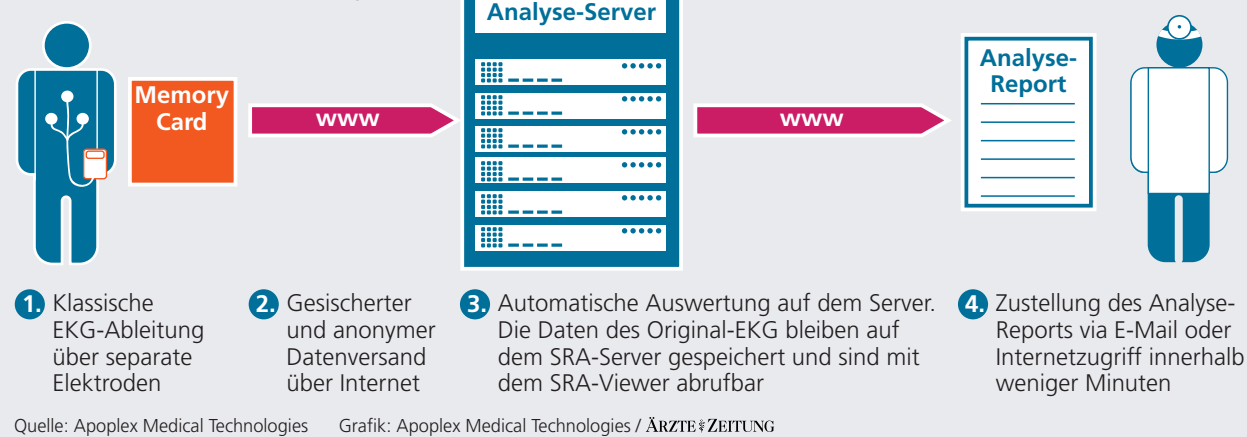 Analyse-Server
Memory
Card
www
www
Analyse-
Report
1. Klassische
EKG-Ableitung
über separate
Elektroden
2. Gesischerter
und anonymer
Datenversand
über Internet
3. Automatische Auswertung auf dem Server.
Die Daten des Original-EKG bleiben auf
dem SRA-Server gespeichert und sind mit
dem SRA-Viewer abrufbar
4. Zustellung des Analyse-
Reports via E-Mail oder
Internetzugriff innerhalb
weniger Minuten
Quelle: Apoplex Medical Technologies Grafik: Apoplex Medical Technologies / ÄRZTE ZEITUNG